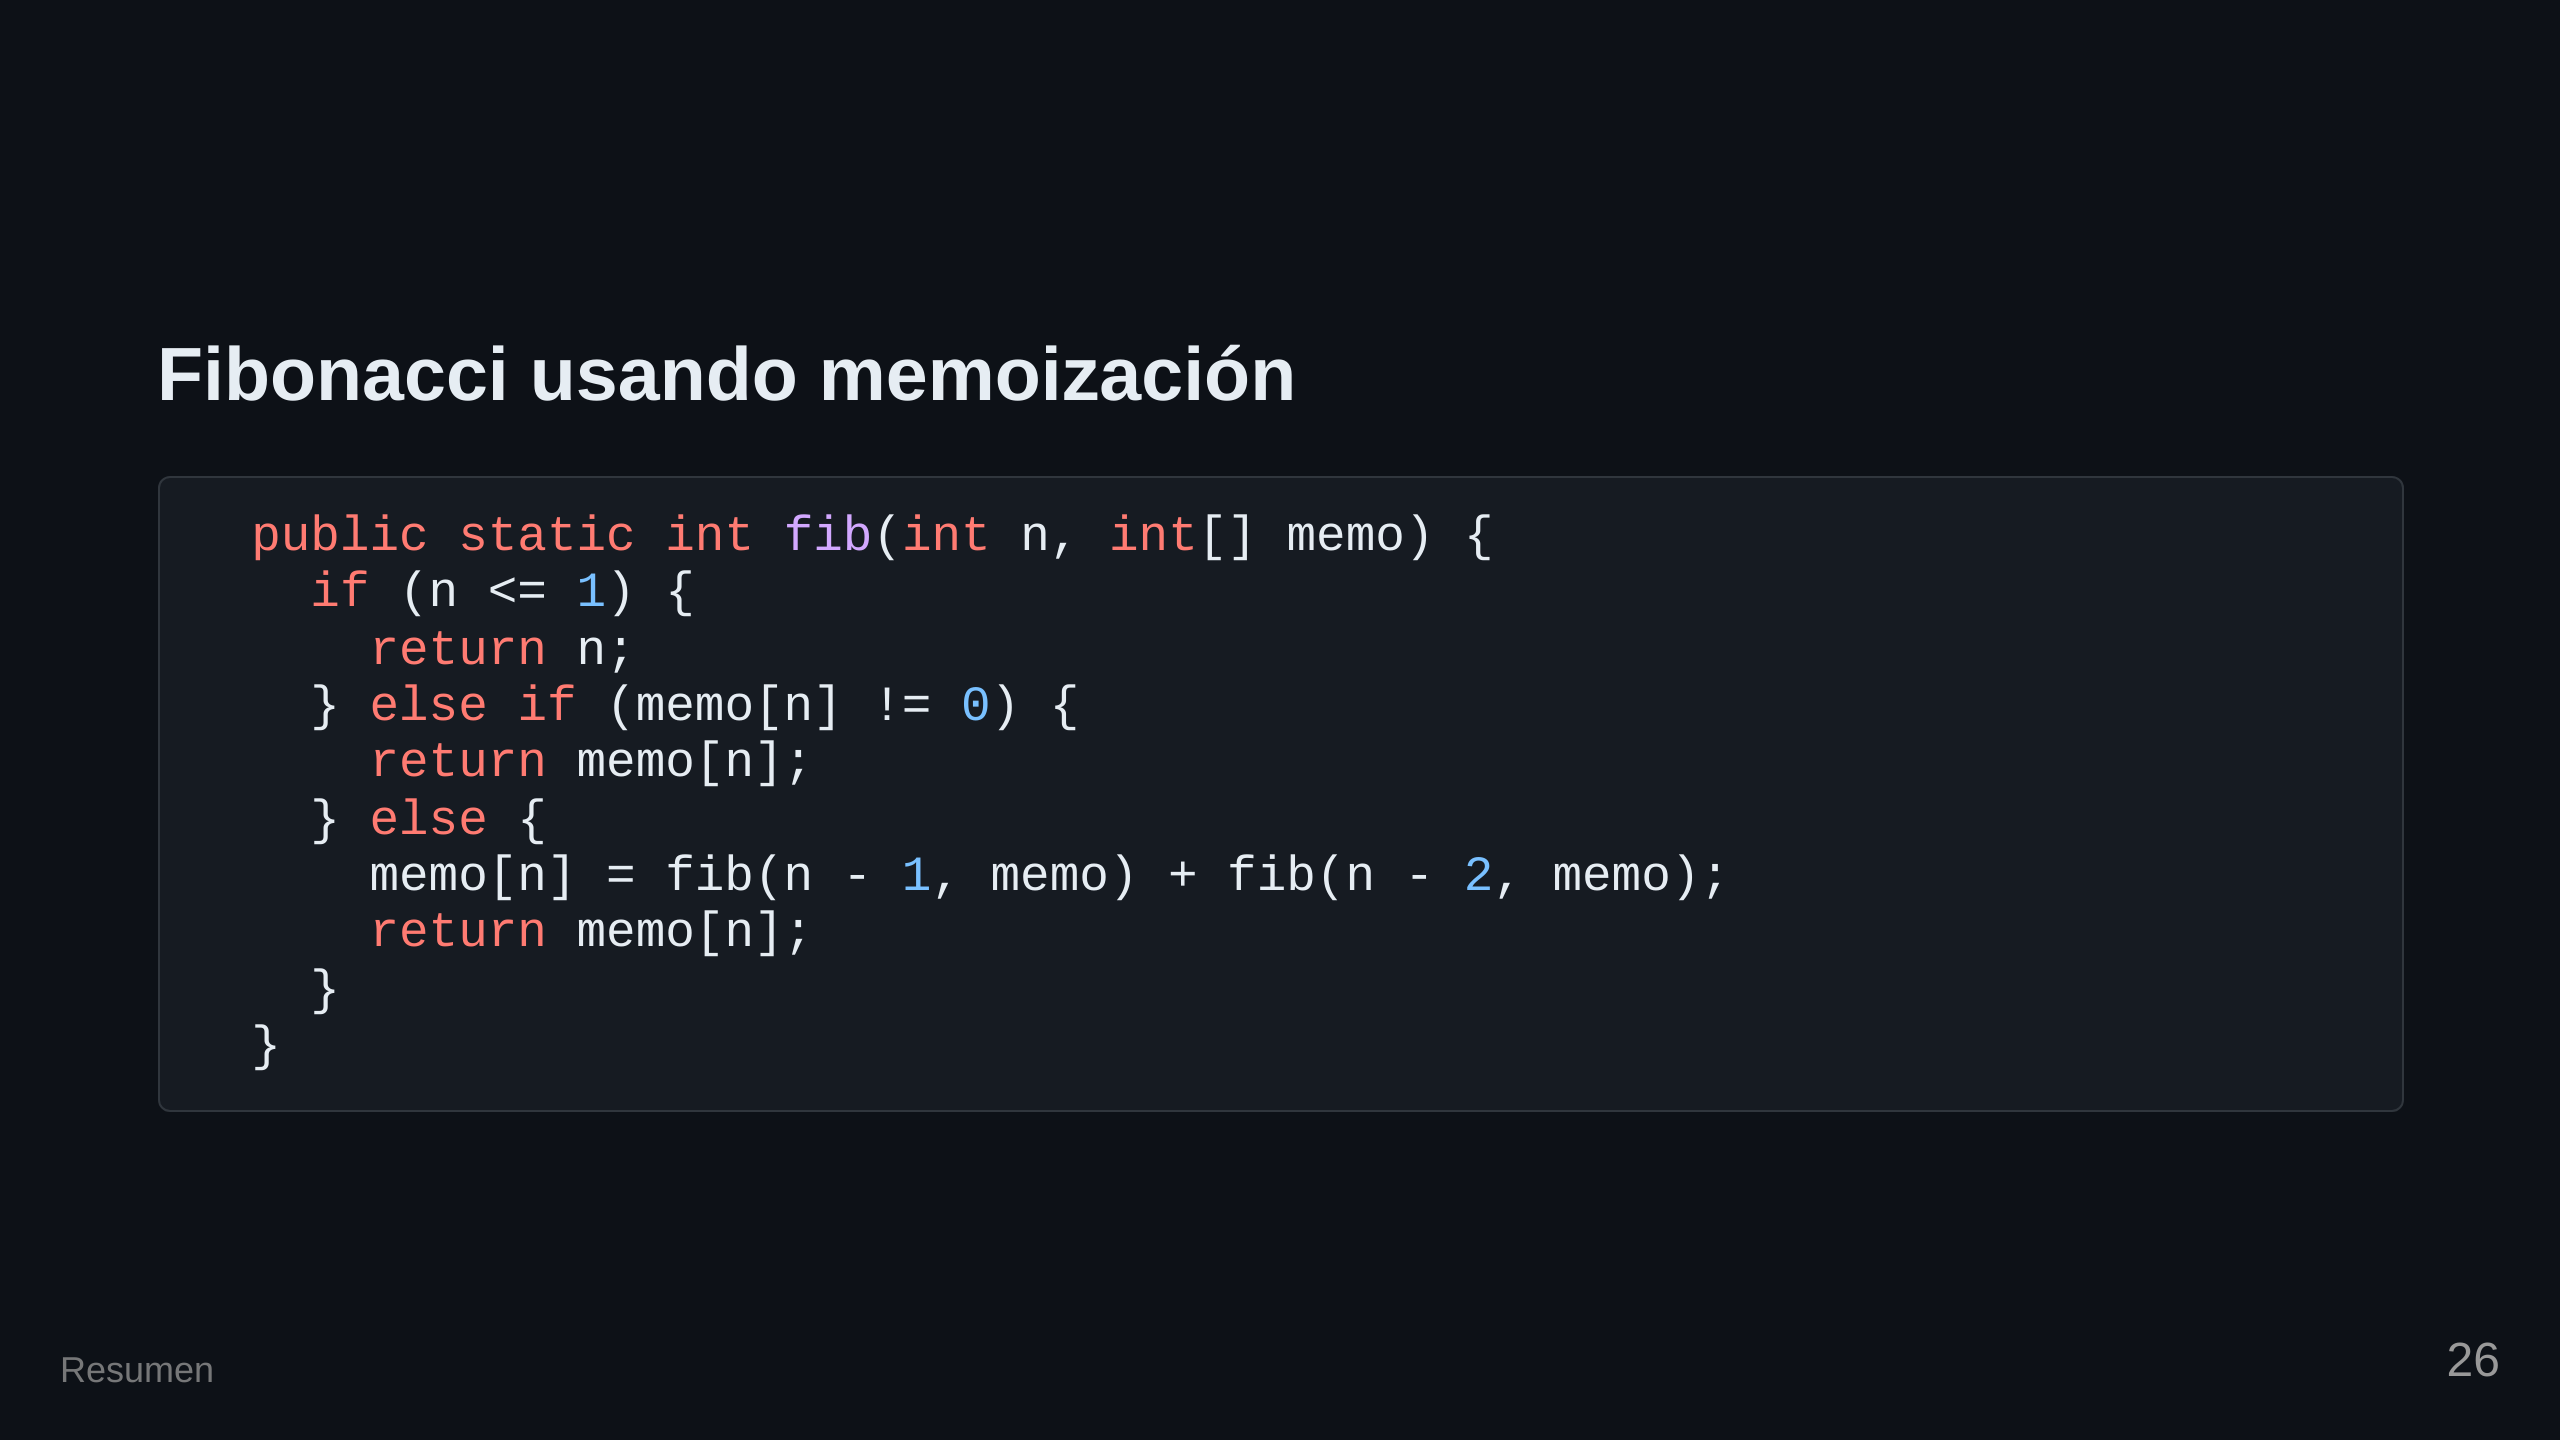 Fibonacci usando memoización
public static int fib(int n, int[] memo) {
  if (n <= 1) {
    return n;
  } else if (memo[n] != 0) {
    return memo[n];
  } else {
    memo[n] = fib(n - 1, memo) + fib(n - 2, memo);
    return memo[n];
  }
}
Resumen
26